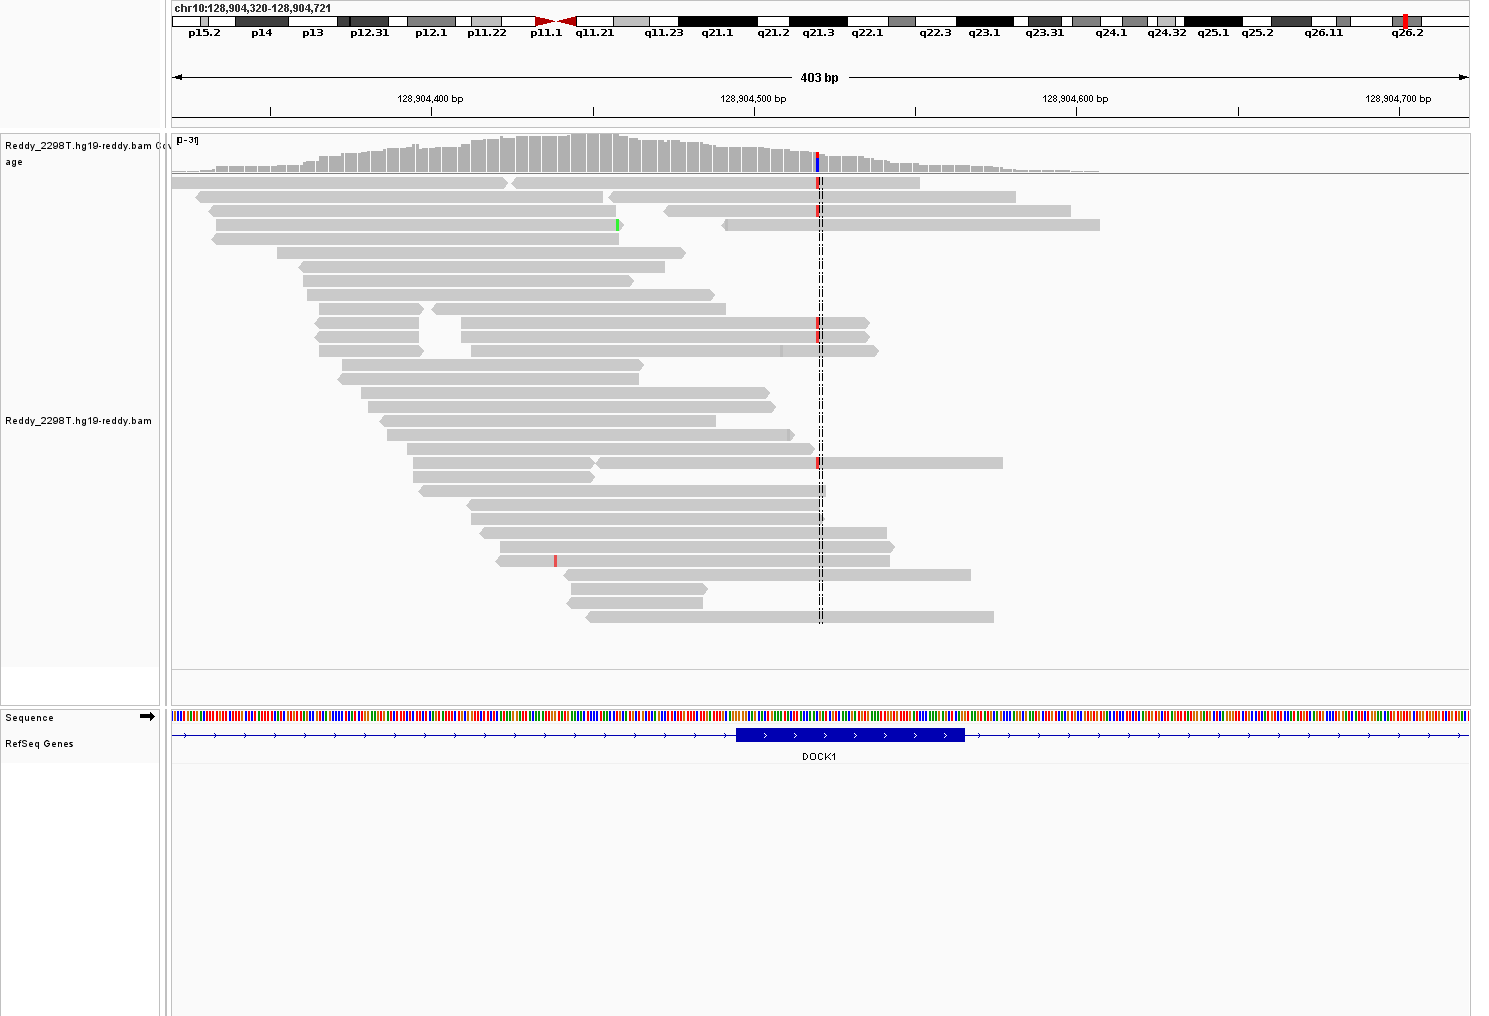 chr10:128,904,320-128,904,721
p15.2 p14 p13 p12.31 p12.1 p11.22 p11.1 q11.21 q11.23 q21.1 q21.2 q21.3 q22.1 q22.3 q23.1 q23.31 q24.1 q24.32 q25.1 q25.2 q26.11 q26.2
403 bp
128,904,400 bp 128,904,500 bp 128,904,600 bp 128,904,700 bp
[0-31]
Reddy_2298T.hg19-reddy.bam Cov
age
Reddy_2298T.hg19-reddy.bam
Sequence
RefSeq Genes
DOCK1